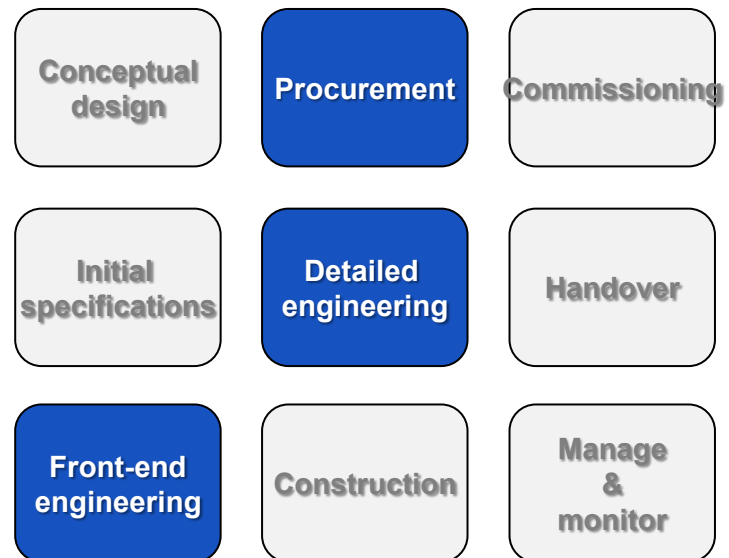 Conceptual
design
Procurement
Commissioning
Initial
specifications
Detailed
engineering
Handover
Front-end
engineering
Construction
Manage
&
monitor